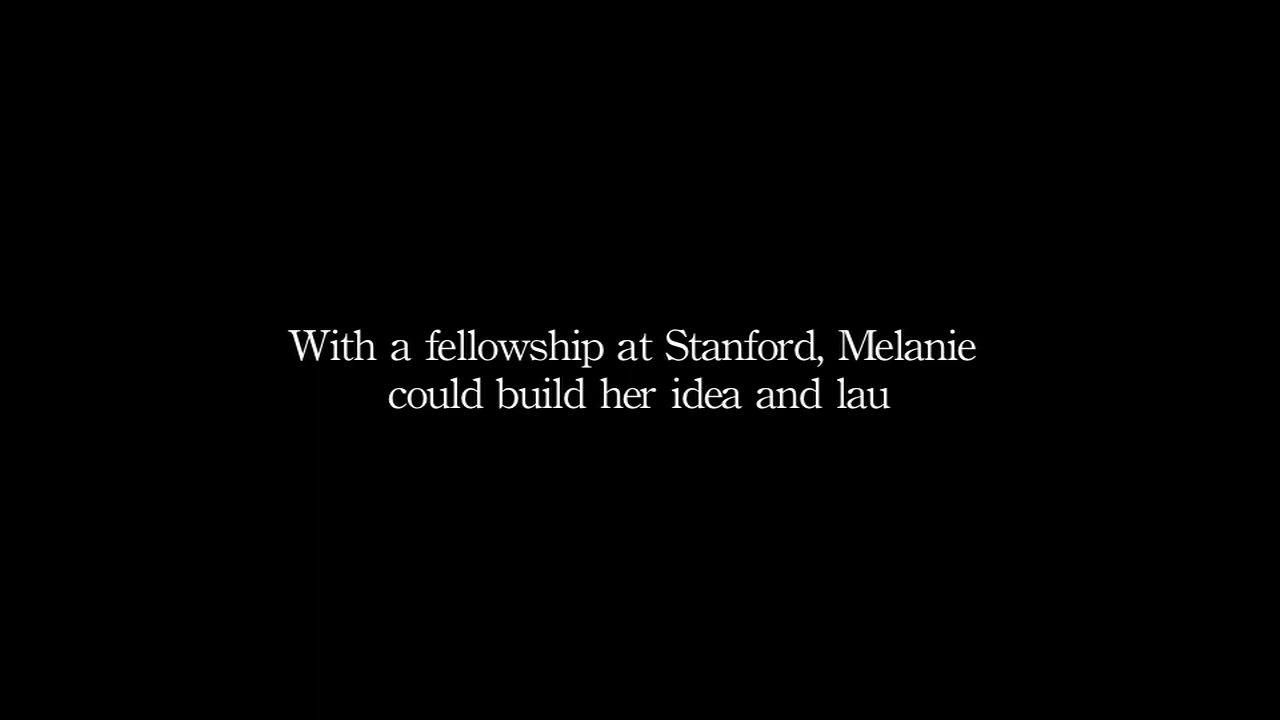 With a fellowship at Stanford, Melanie
could build her idea and lau